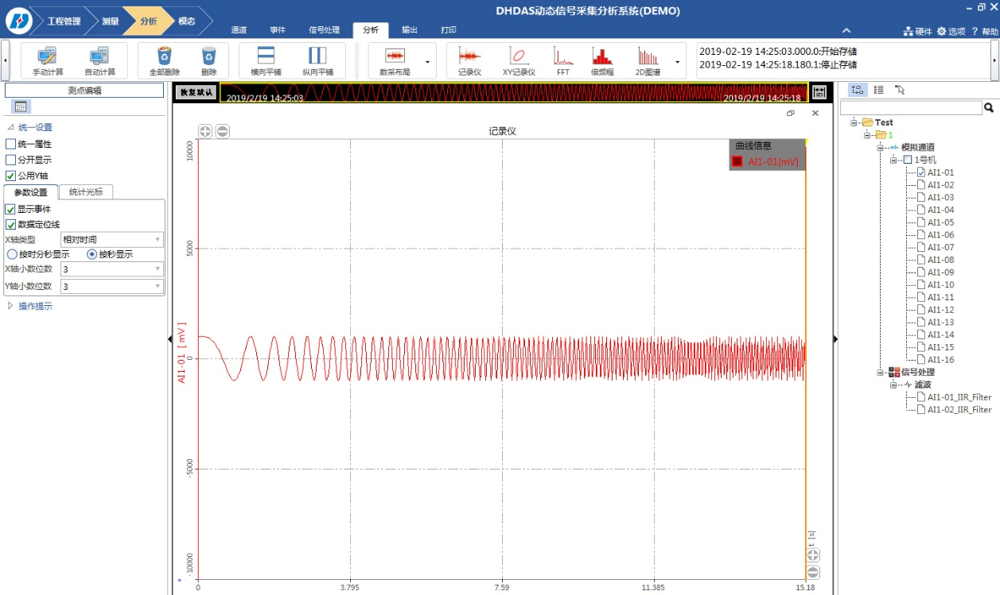 DHDAS动态信号采集分析系统(DEMO)
工程管理 测量 分析 模态
通道 事件 信号处理 分析 输出 打印
硬件 选项 ? 帮助
手动计算 自动计算 全部删除 删除 横向平铺 纵向平铺 数采布局 记录仪 XY记录仪 FFT 倍频程 2D图谱
2019-02-19 14:25:03.000.0:开始存储
2019-02-19 14:25:18.180.1:停止存储
测点编辑
统一设置
统一属性
分开显示
公用Y轴
参数设置 统计光标
显示事件
数据定位线
X轴类型 相对时间
按时分秒显示 按秒显示
X轴小数位数 3
Y轴小数位数 3
操作提示
恢复默认
2019/2/19 14:25:03
2019/2/19 14:25:18
记录仪
曲线信息
AI1-01[mV]
10000
5000
0
-5000
-10000
AI1-01 [ mV ]
t [s]
0 3.795 7.59 11.385 15.18
Test
1
模拟通道
1号机
AI1-01
AI1-02
AI1-03
AI1-04
AI1-05
AI1-06
AI1-07
AI1-08
AI1-09
AI1-10
AI1-11
AI1-12
AI1-13
AI1-14
AI1-15
AI1-16
信号处理
滤波
AI1-01_IIR_Filter
AI1-02_IIR_Filter